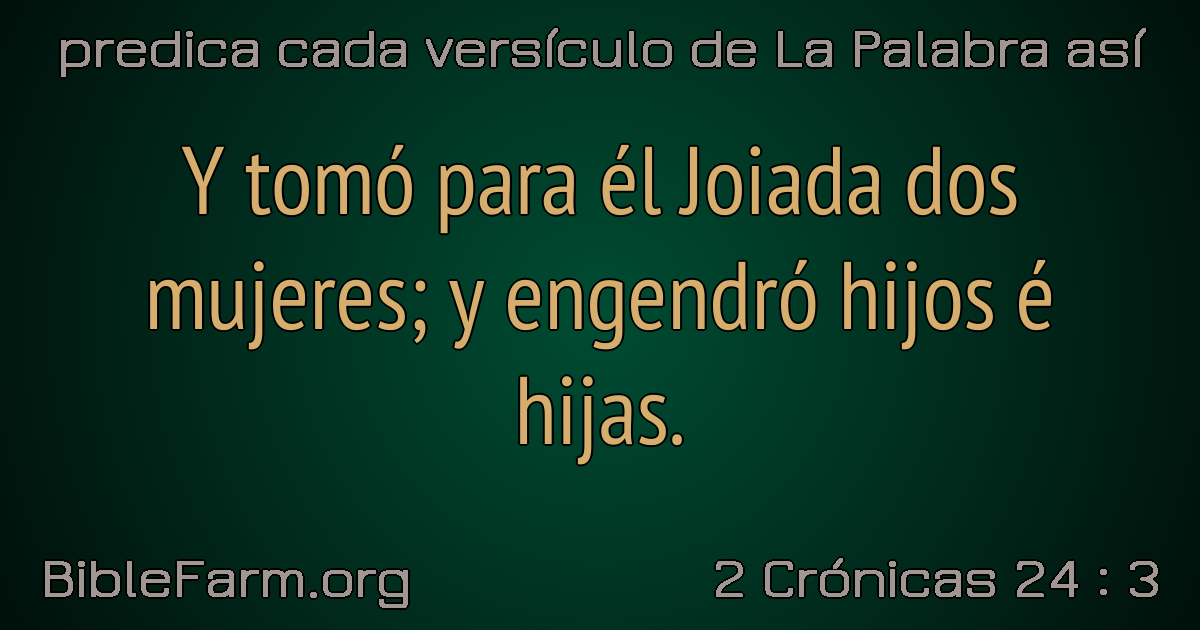 predica cada versículo de La Palabra así
Y tomó para él Joiada dos
mujeres; y engendró hijos é
hijas.
BibleFarm.org
2 Crónicas 24 : 3